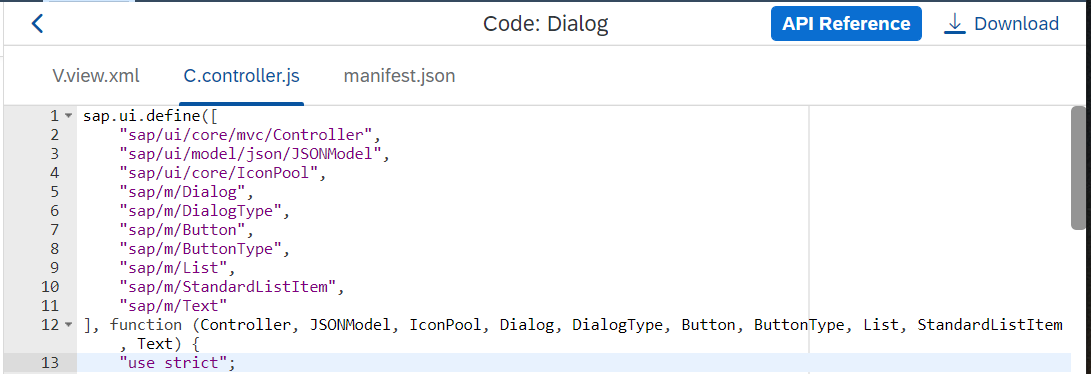 Code: Dialog
API Reference
Download
V.view.xml
C.controller.js
manifest.json
1 sap.ui.define([
2 "sap/ui/core/mvc/Controller",
3 "sap/ui/model/json/JSONModel",
4 "sap/ui/core/IconPool",
5 "sap/m/Dialog",
6 "sap/m/DialogType",
7 "sap/m/Button",
8 "sap/m/ButtonType",
9 "sap/m/List",
10 "sap/m/StandardListItem",
11 "sap/m/Text"
12 ], function (Controller, JSONModel, IconPool, Dialog, DialogType, Button, ButtonType, List, StandardListItem
, Text) {
13 "use strict";